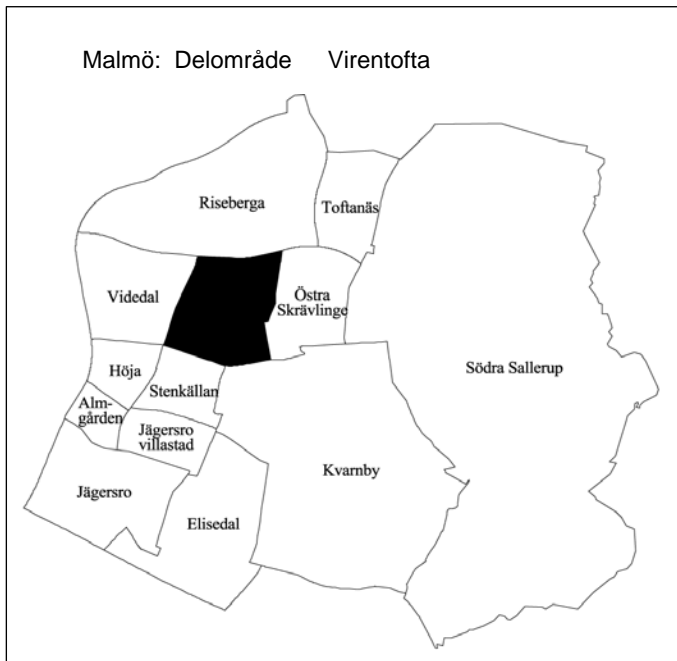 Malmö: Delområde Virentofta
Riseberga
Toftanäs
Videdal
Östra
Skrävlinge
Södra Sallerup
Höja
Stenkällan
Alm-
gården
Jägersro
villastad
Kvarnby
Jägersro
Elisedal